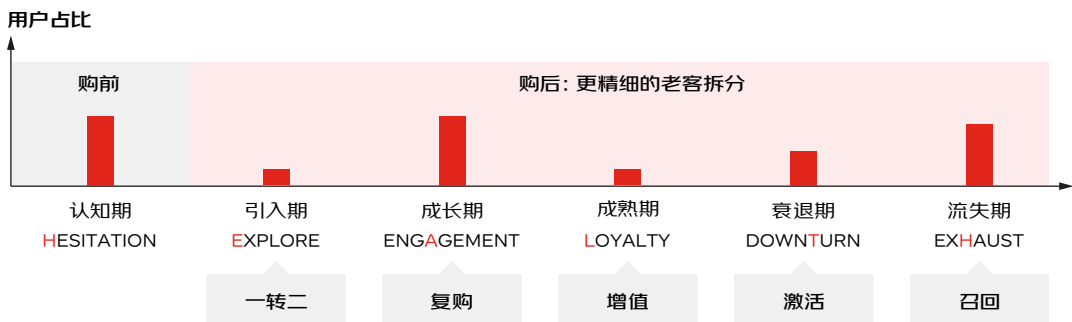 用户占比
购前
购后：更精细的老客拆分
认知期 引入期 成长期 成熟期 衰退期 流失期
HESITATION EXPLORE ENGAGEMENT LOYALTY DOWNTURN EXHAUST
一转二 复购 增值 激活 召回